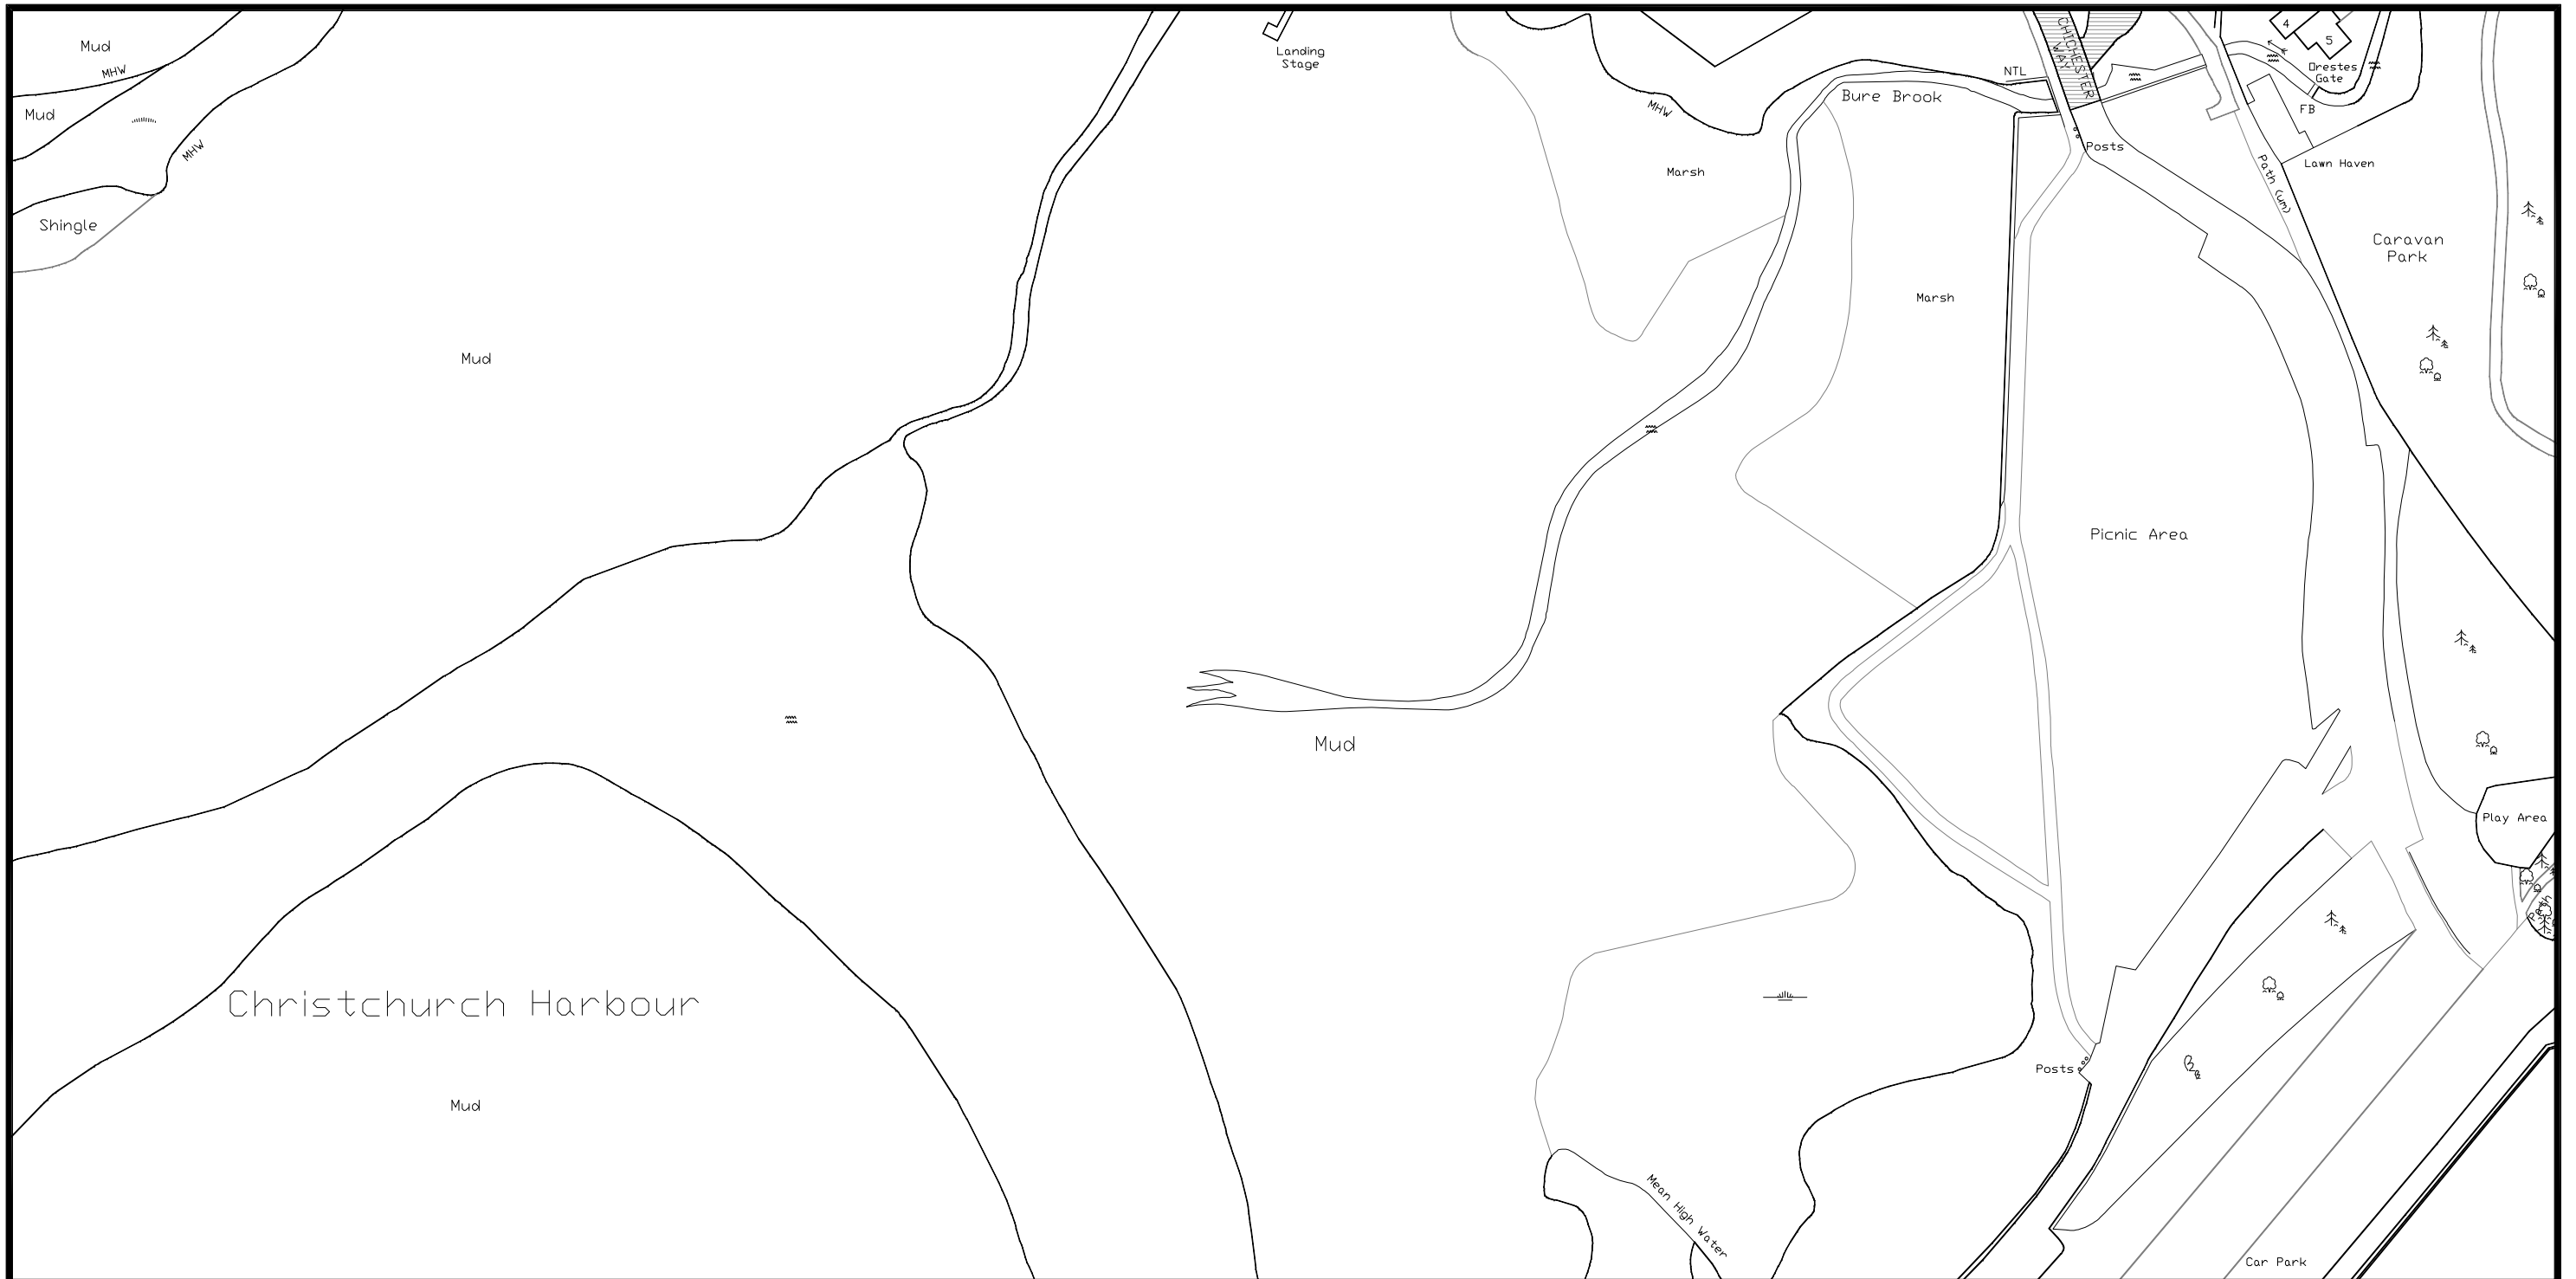 Mud
MHW
Mud
MHW
Shingle
Landing
Stage
MHW
Bure Brook
NTL
CHICHESTER
WAY
Posts
4
5
Orestes
Gate
FB
Lawn Haven
Path (um)
Marsh
Caravan
Park
Marsh
Mud
Picnic Area
Mud
Play Area
Path
Christchurch Harbour
Posts
Mud
Mean High Water
Car Park